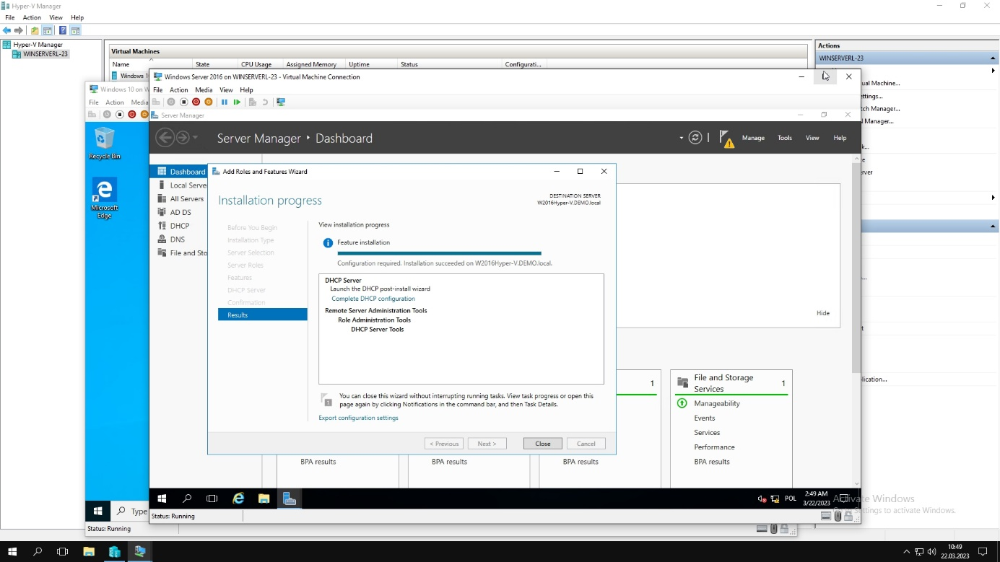 Hyper-V Manager
File Action View Help
Hyper-V Manager
WINSERVERL-23
Virtual Machines
Name State CPU Usage Assigned Memory Uptime Status Configurati...
Windows 1
Actions
WINSERVERL-23
ual Machine...
ttings...
tch Manager...
N Manager...
k...
e
rver
...
t
lication...
Windows 10 on W
File Action Media
Recycle Bin
Microsoft
Edge
Type
Status: Running
Windows Server 2016 on WINSERVERL-23 - Virtual Machine Connection
File Action Media View Help
Server Manager
Server Manager Dashboard
Manage Tools View Help
Dashboard
Local Serve
All Servers
AD DS
DHCP
DNS
File and Sto
Add Roles and Features Wizard
Installation progress
DESTINATION SERVER
W2016Hyper-V.DEMO.local
Before You Begin
Installation Type
Server Selection
Server Roles
Features
DHCP Server
Confirmation
Results
View installation progress
Feature installation
Configuration required. Installation succeeded on W2016Hyper-V.DEMO.local.
DHCP Server
Launch the DHCP post-install wizard
Complete DHCP configuration
Remote Server Administration Tools
Role Administration Tools
DHCP Server Tools
1
You can close this wizard without interrupting running tasks. View task progress or open this
page again by clicking Notifications in the command bar, and then Task Details.
Export configuration settings
< Previous Next > Close Cancel
Hide
1
File and Storage
Services
1
Manageability
Events
Services
Performance
BPA results
BPA results
BPA results
BPA results
POL
2:49 AM
3/22/2023
Status: Running
Activate Windows
ttings to activate Windows.
10:49
22.03.2023